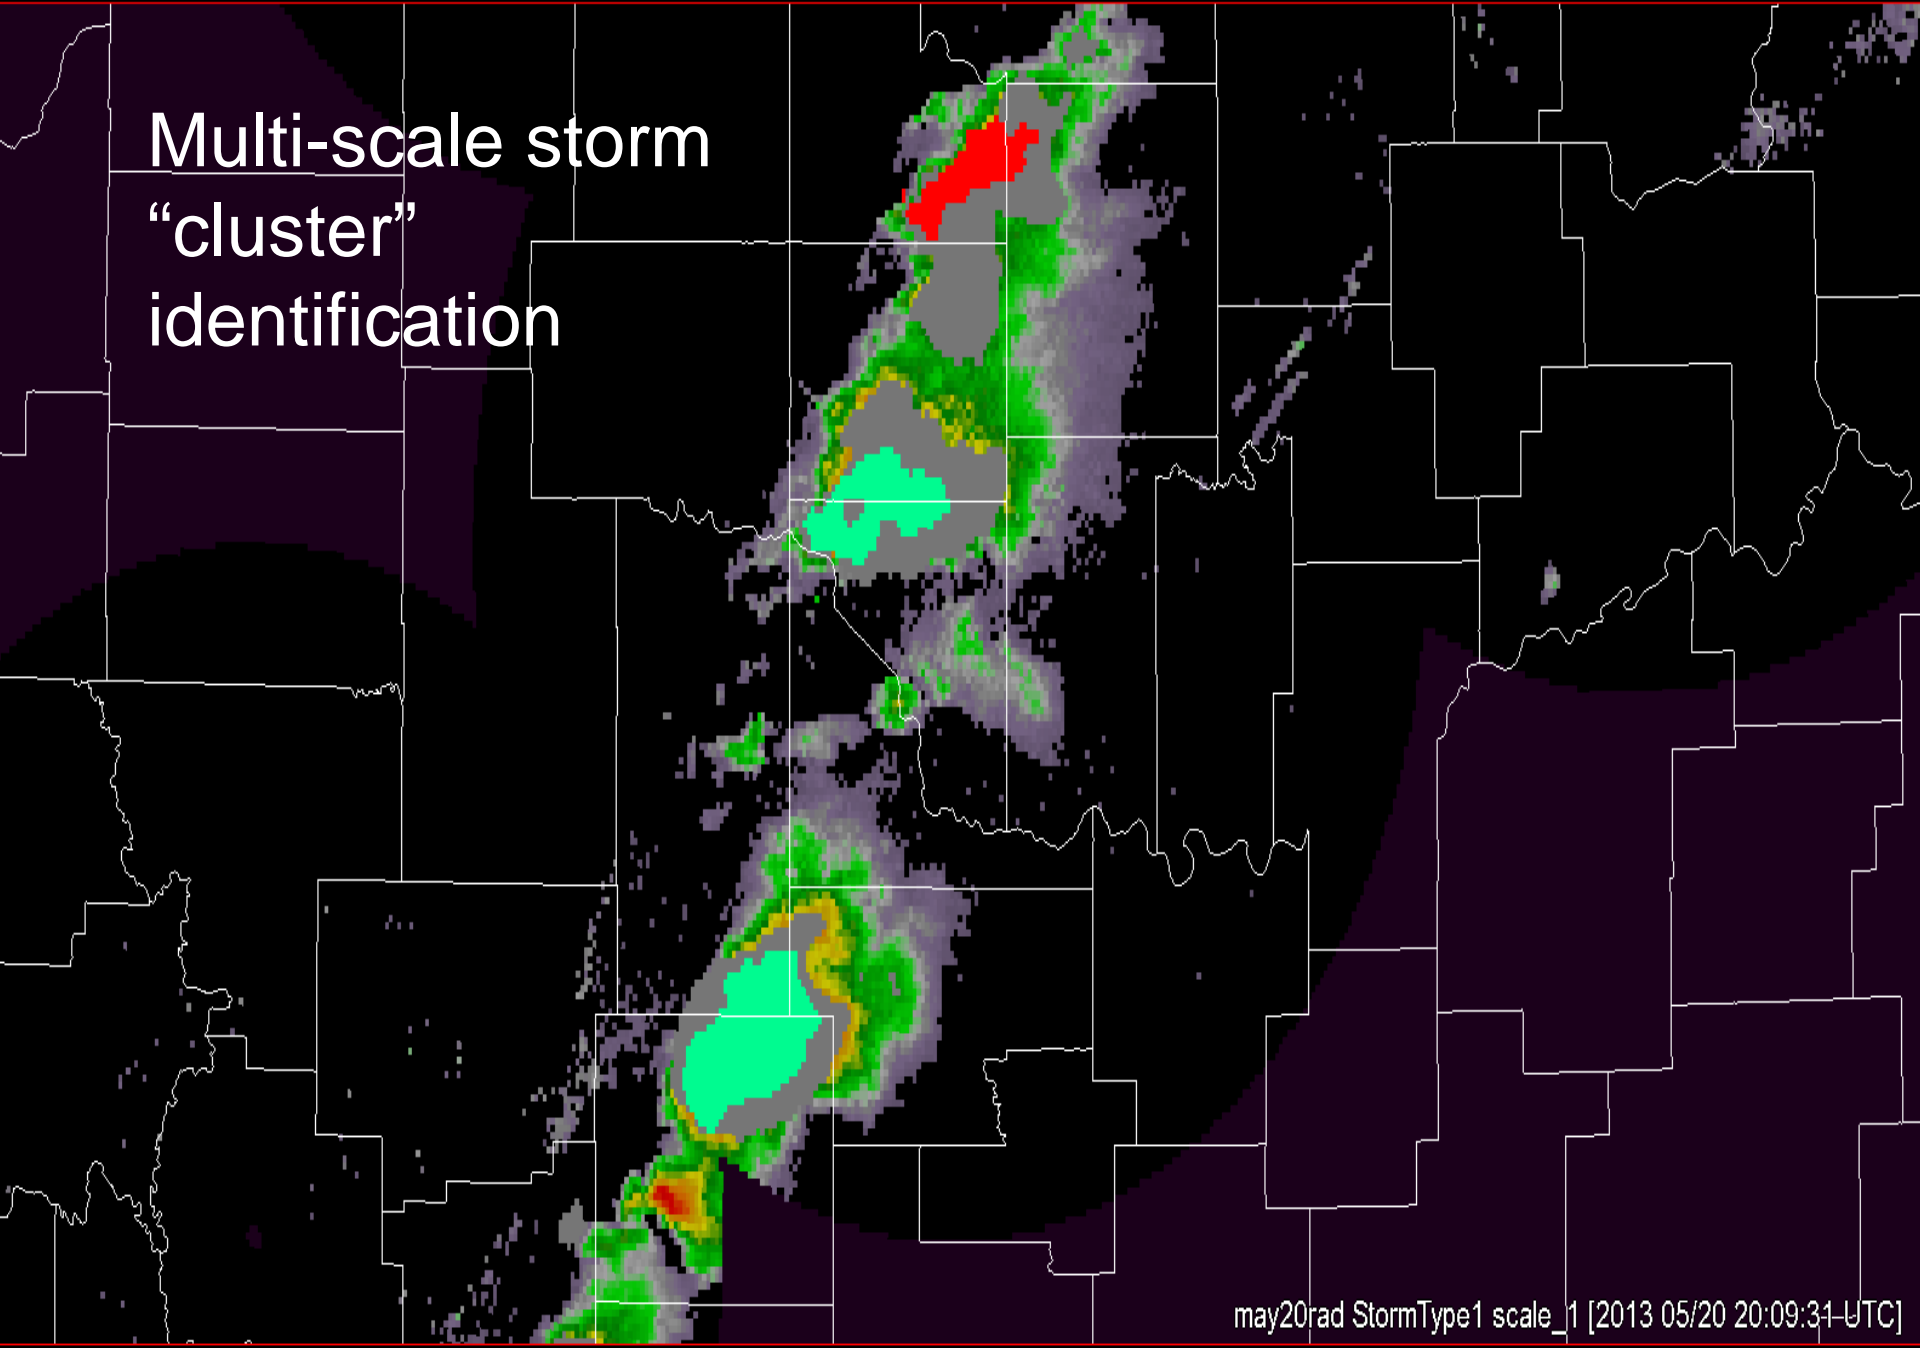 Multi-scale storm
“cluster”
identification
may20rad StormType1 scale_1 [2013 05/20 20:09:31 UTC]